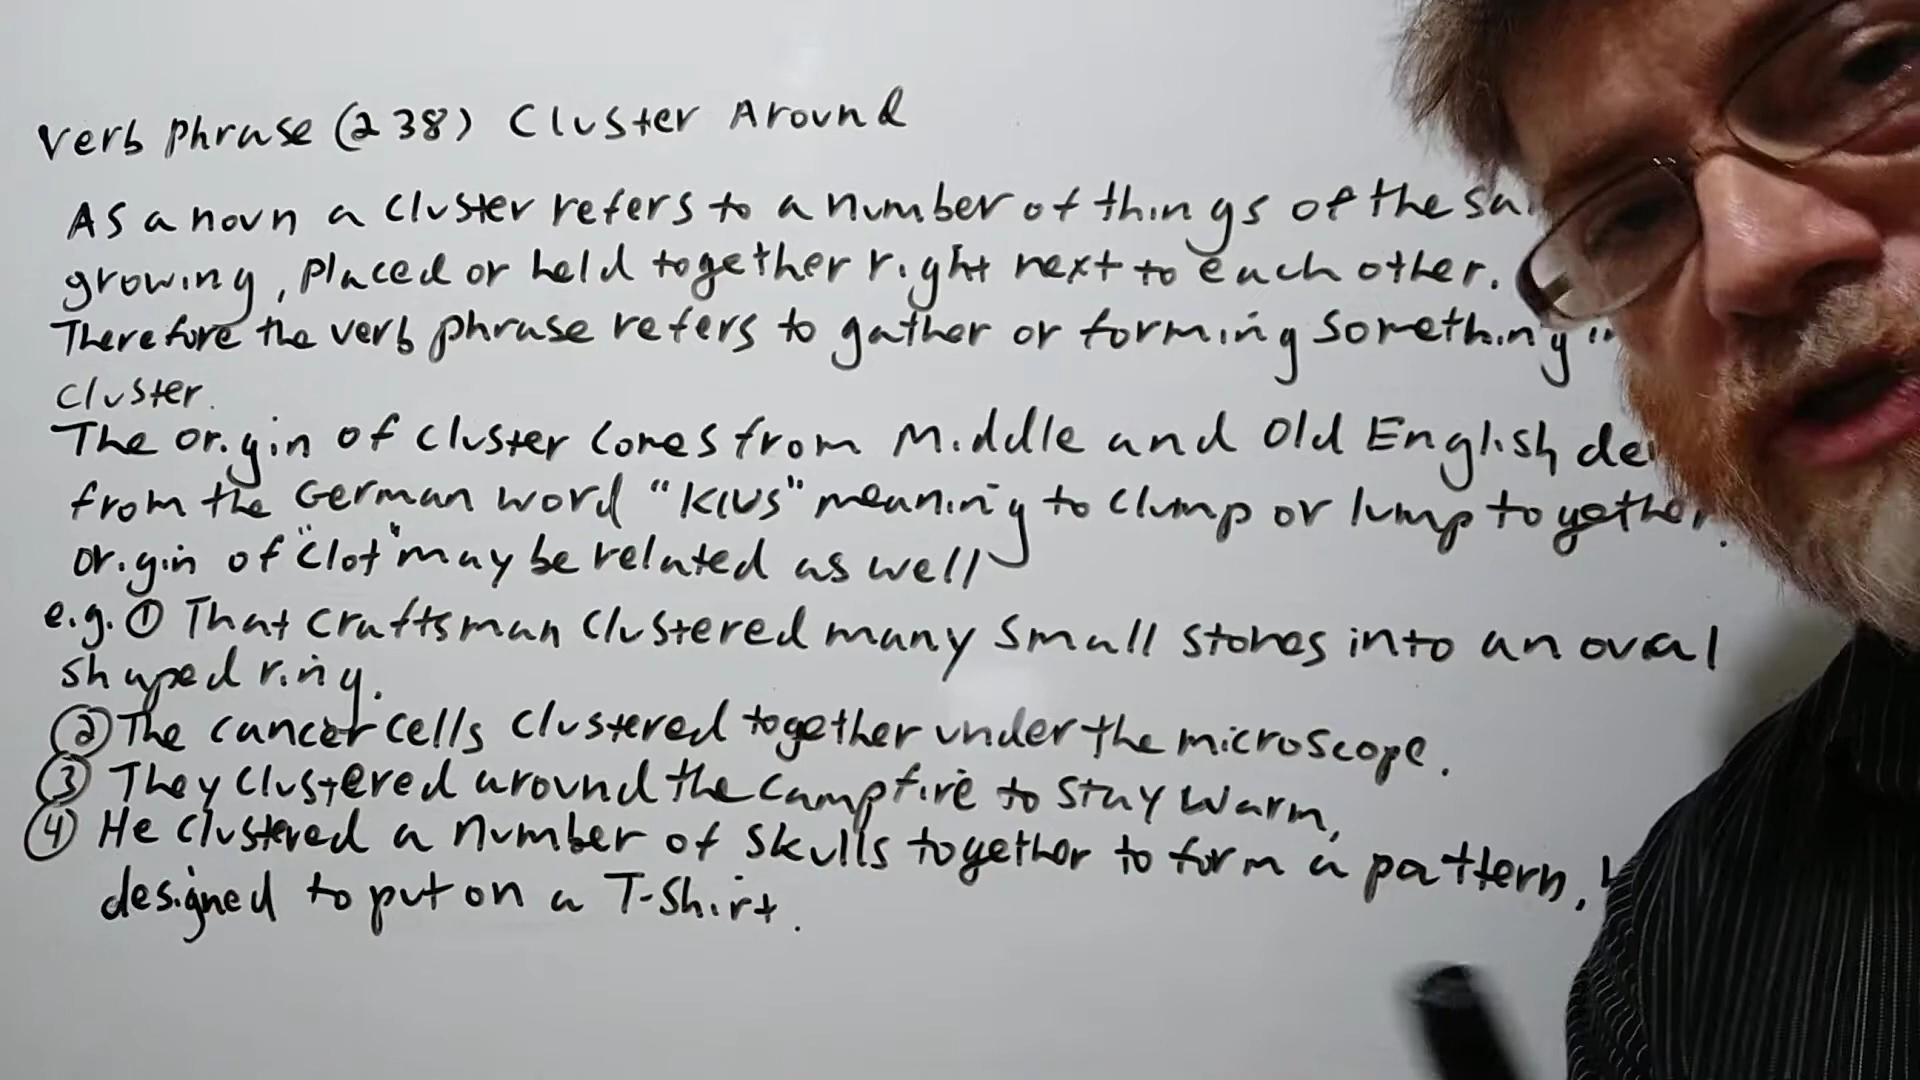 Verb Phrase (238) Cluster Around
As a noun a cluster refers to a number of things of the
growing, placed or held together right next to each other.
Therefore the verb phrase refers to gather or forming something
cluster.
The origin of cluster comes from Middle and Old English
from the German word "Klus" meaning to clump or lump together.
origin of "clot" may be related as well
e.g. ① That craftsman clustered many small stones into an oval
shaped ring.
② The cancer cells clustered together under the microscope.
③ They clustered around the campfire to stay warm,
④ He clustered a number of skulls together to form a pattern,
designed to put on a T-Shirt.